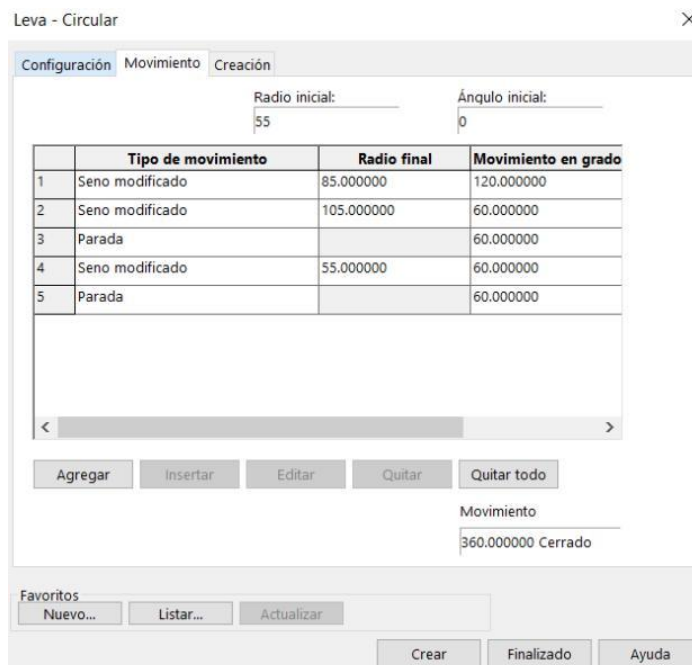 Leva - Circular
Configuración Movimiento Creación
Radio inicial: Ángulo inicial:
55 0
Tipo de movimiento Radio final Movimiento en grado
1 Seno modificado 85.000000 120.000000
2 Seno modificado 105.000000 60.000000
3 Parada 60.000000
4 Seno modificado 55.000000 60.000000
5 Parada 60.000000
Agregar Insertar Editar Quitar Quitar todo
Movimiento
360.000000 Cerrado
Favoritos
Nuevo... Listar... Actualizar
Crear Finalizado Ayuda